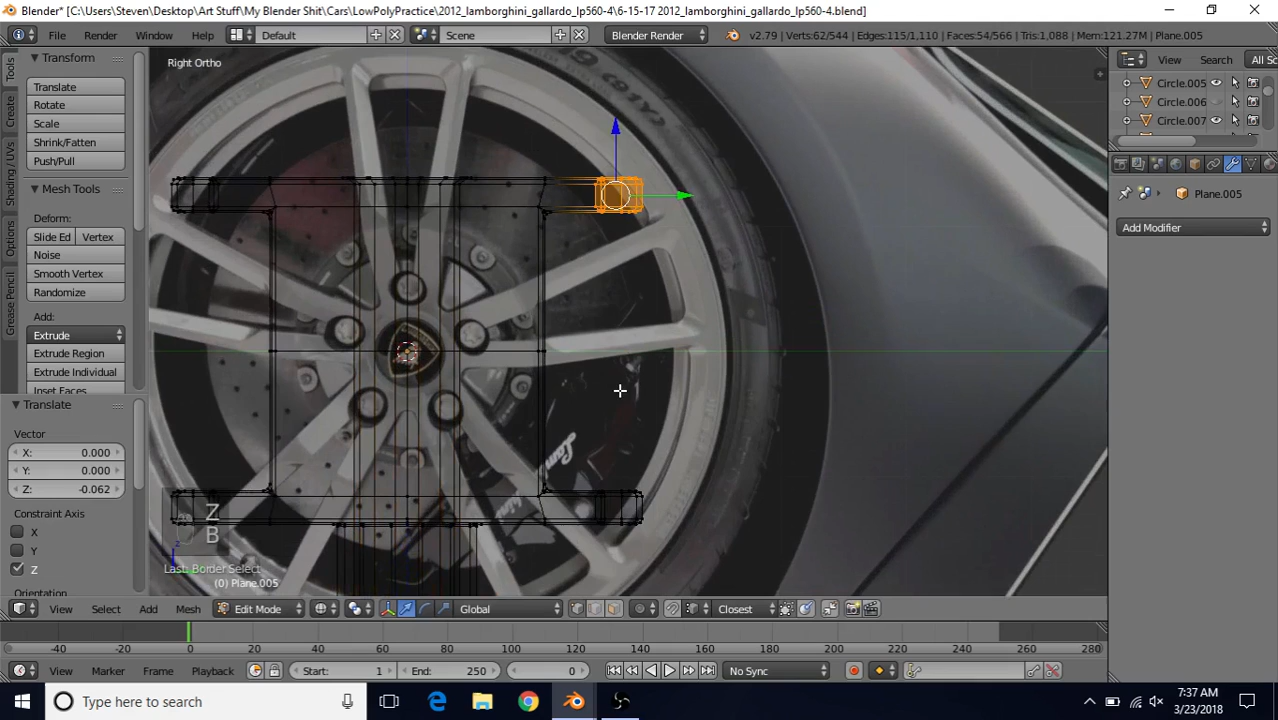 Blender* [C:\Users\Steven\Desktop\Art Stuff\My Blender Shit\Cars\LowPolyPractice\2012_lamborghini_gallardo_lp560-4\6-15-17 2012_lamborghini_gallardo_lp560-4.blend]
File Render Window Help Default Scene Blender Render v2.79 | Verts:62/544 | Edges:115/1,110 | Faces:54/566 | Tris:1,088 | Mem:121.27M | Plane.005
View Search All Sc
Tools
Create
Shading / UVs
Options
Grease Pencil
Transform
Translate
Rotate
Scale
Shrink/Fatten
Push/Pull
Mesh Tools
Deform:
Slide Ed Vertex
Noise
Smooth Vertex
Randomize
Add:
Extrude
Extrude Region
Extrude Individual
Inset Faces
Translate
Vector
X: 0.000
Y: 0.000
Z: -0.062
Constraint Axis
X
Y
Z
Orientation
Right Ortho
Z
B
Last: Border Select
(0) Plane.005
Circle.005
Circle.006
Circle.007
Plane.005
Add Modifier
View Select Add Mesh Edit Mode Global Closest
-40 -20 0 20 40 60 80 100 120 140 160 180 200 220 240 260 280
View Marker Frame Playback Start: 1 End: 250 0 No Sync
Type here to search
7:37 AM
3/23/2018